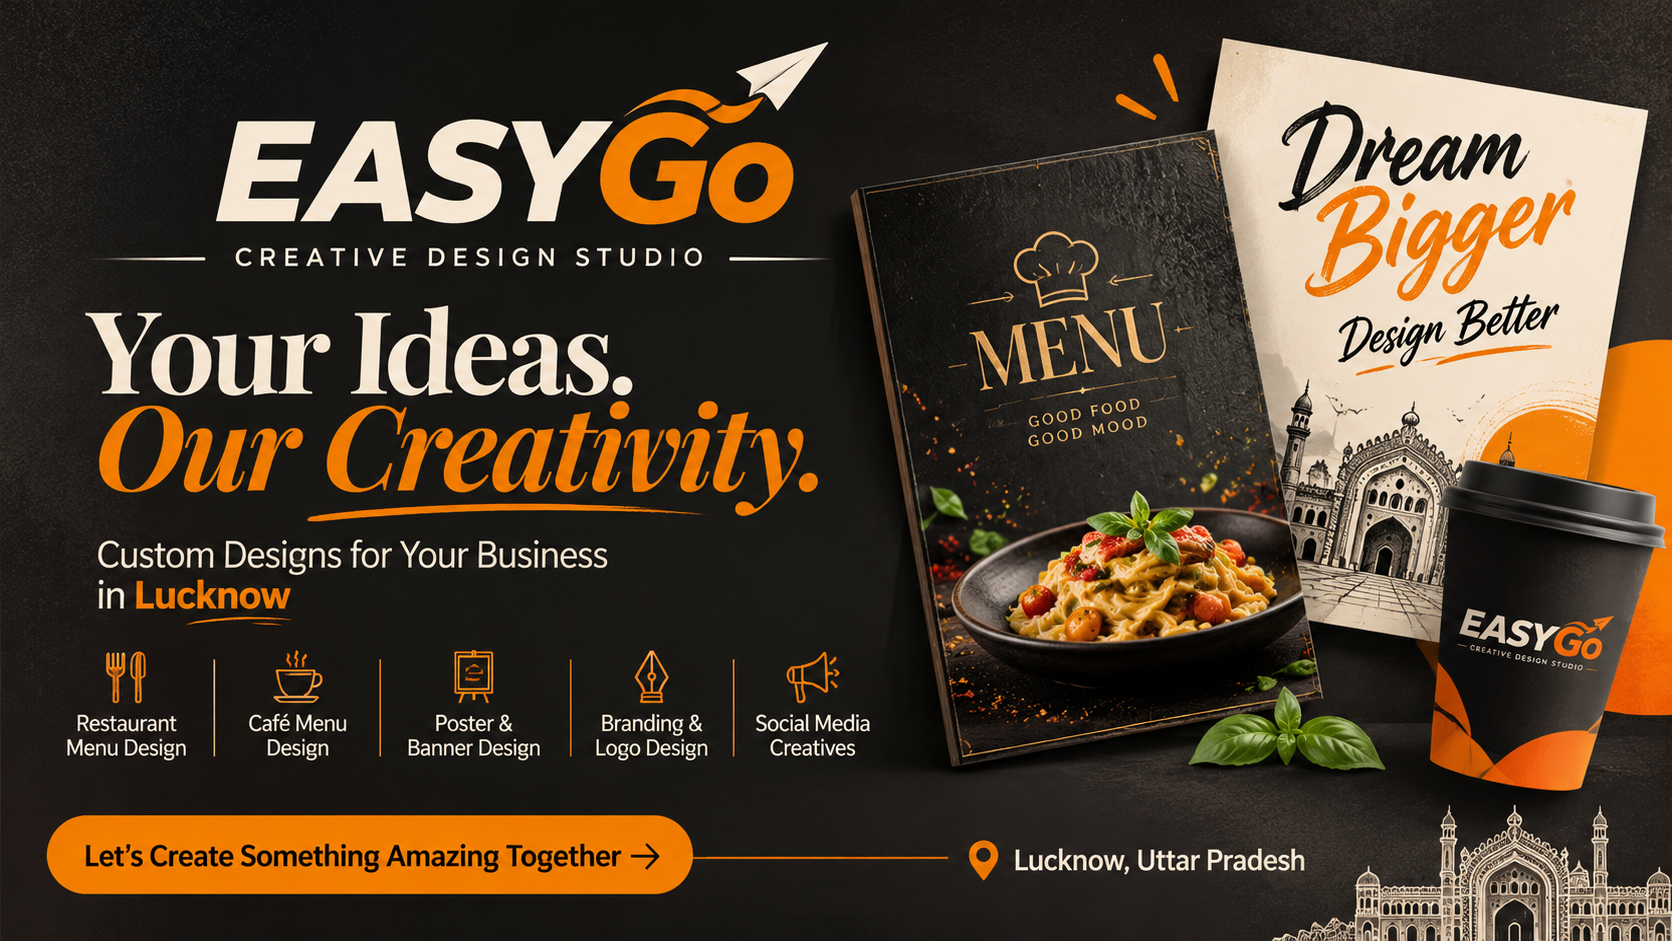 EASYGo
CREATIVE DESIGN STUDIO
Your Ideas.
Our Creativity.
Custom Designs for Your Business
in Lucknow
Restaurant
Menu Design
Café Menu
Design
Poster &
Banner Design
Branding &
Logo Design
Social Media
Creatives
Let's Create Something Amazing Together
Lucknow, Uttar Pradesh
MENU
GOOD FOOD
GOOD MOOD
Dream
Bigger
Design Better
EASYGo
CREATIVE DESIGN STUDIO